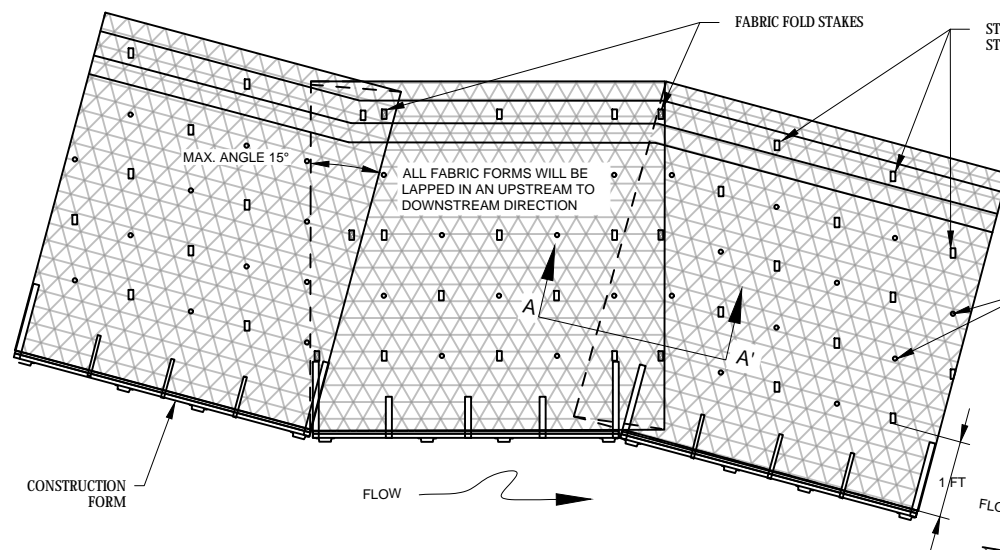 FABRIC FOLD STAKES
MAX. ANGLE 15°
ALL FABRIC FORMS WILL BE
LAPPED IN AN UPSTREAM TO
DOWNSTREAM DIRECTION
A
A'
CONSTRUCTION
FORM
FLOW
1 FT